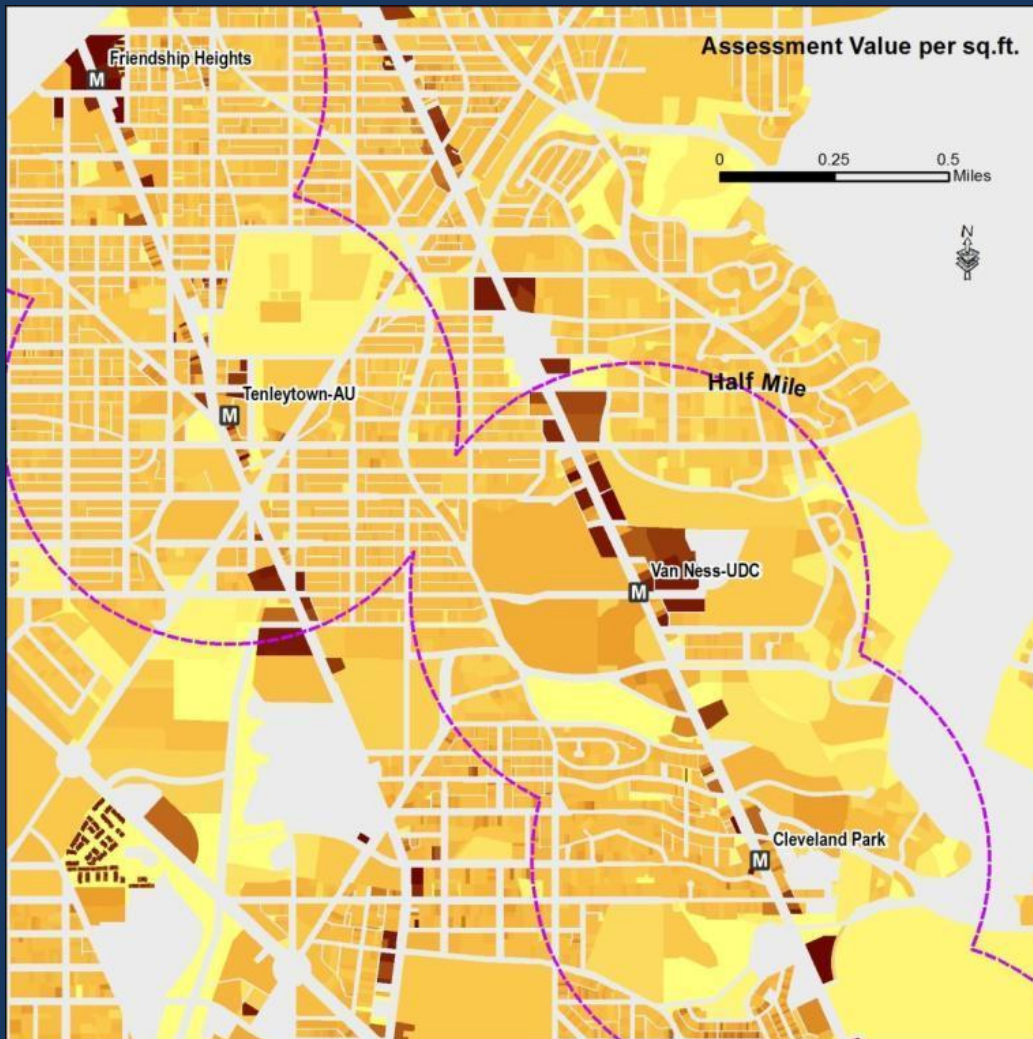 Assessment Value per sq.ft.
Friendship Heights
M
0 0.25 0.5
Miles
N
Half Mile
Tenleytown-AU
M
Van Ness-UDC
M
Cleveland Park
M